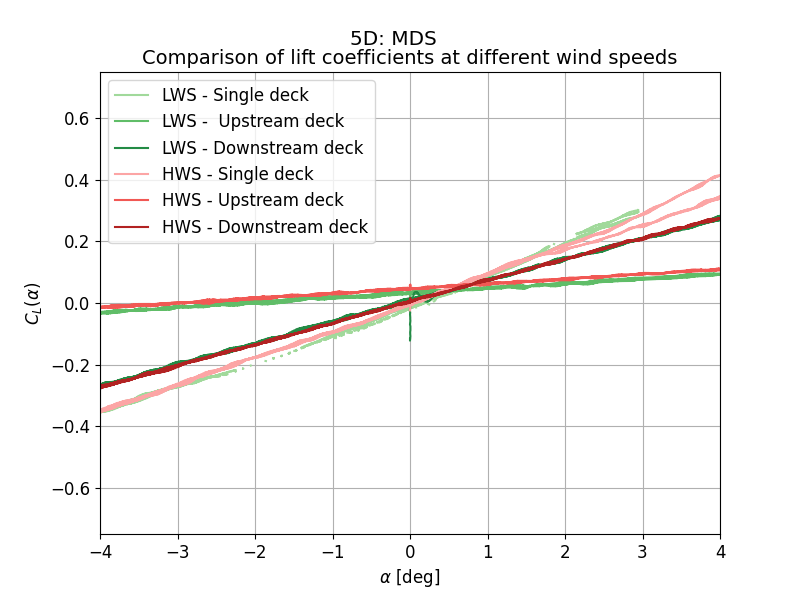 5D: MDS
Comparison of lift coefficients at different wind speeds
LWS - Single deck
LWS -  Upstream deck
LWS - Downstream deck
HWS - Single deck
HWS - Upstream deck
HWS - Downstream deck
0.6
0.4
0.2
0.0
−0.2
−0.4
−0.6
C_L(α)
−4
−3
−2
−1
0
1
2
3
4
α [deg]